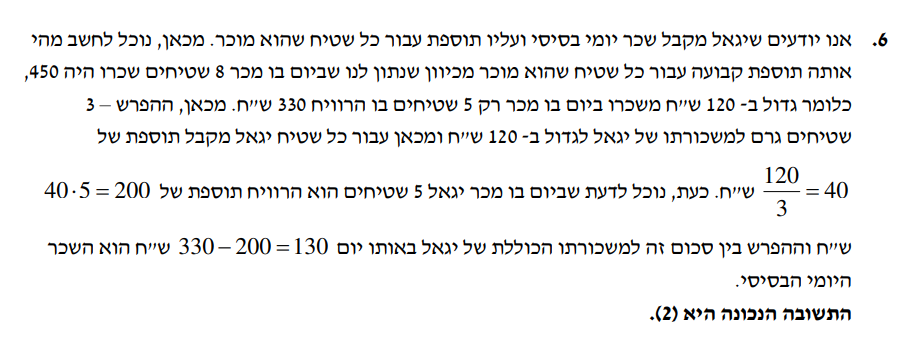 6. אנו יודעים שיגאל מקבל שכר יומי בסיסי ועליו תוספת עבור כל שטיח שהוא מוכר. מכאן, נוכל לחשב מהי
אותה תוספת קבועה עבור כל שטיח שהוא מוכר מכיוון שנתון לנו שביום בו מכר 8 שטיחים שכרו היה 450,
כלומר גדול ב- 120 ש״ח משכרו ביום בו מכר רק 5 שטיחים בו הרוויח 330 ש״ח. מכאן, ההפרש – 3
שטיחים גרם למשכורתו של יגאל לגדול ב- 120 ש״ח ומכאן עבור כל שטיח יגאל מקבל תוספת של
120/3 = 40 ש״ח. כעת, נוכל לדעת שביום בו מכר יגאל 5 שטיחים הוא הרוויח תוספת של 40·5 = 200
ש״ח וההפרש בין סכום זה למשכורתו הכוללת של יגאל באותו יום 330 – 200 = 130 ש״ח הוא השכר
היומי הבסיסי.
התשובה הנכונה היא (2).